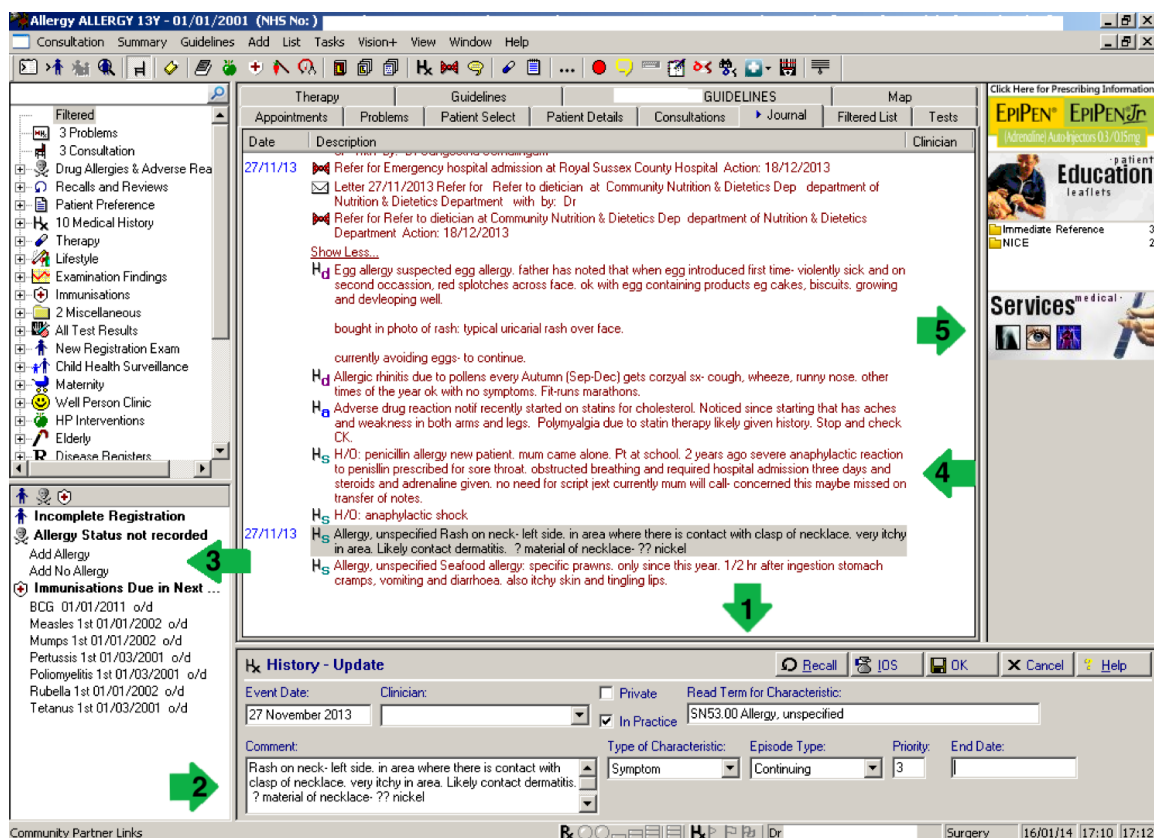 Allergy ALLERGY 13Y - 01/01/2001 (NHS No: )
Consultation Summary Guidelines Add List Tasks Vision+ View Window Help
Filtered
3 Problems
3 Consultation
Drug Allergies & Adverse Rea
Recalls and Reviews
Patient Preference
10 Medical History
Therapy
Lifestyle
Examination Findings
Immunisations
2 Miscellaneous
All Test Results
New Registration Exam
Child Health Surveillance
Maternity
Well Person Clinic
HP Interventions
Elderly
Disease Registers
Incomplete Registration
Allergy Status not recorded
Add Allergy
Add No Allergy
3
Immunisations Due in Next ...
BCG 01/01/2011 o/d
Measles 1st 01/01/2002 o/d
Mumps 1st 01/01/2002 o/d
Pertussis 1st 01/03/2001 o/d
Poliomyelitis 1st 01/03/2001 o/d
Rubella 1st 01/01/2002 o/d
Tetanus 1st 01/03/2001 o/d
Therapy Guidelines GUIDELINES Map
Appointments Problems Patient Select Patient Details Consultations Journal Filtered List Tests
Date Description Clinician
27/11/13 Refer for Emergency hospital admission at Royal Sussex County Hospital Action: 18/12/2013
Letter 27/11/2013 Refer for Refer to dietician at Community Nutrition & Dietetics Dep department of
Nutrition & Dietetics Department with by: Dr
Refer for Refer to dietician at Community Nutrition & Dietetics Dep department of Nutrition & Dietetics
Department Action: 18/12/2013
Show Less...
Hd Egg allergy suspected egg allergy. father has noted that when egg introduced first time- violently sick and on
second occassion, red splotches across face. ok with egg containing products eg cakes, biscuits. growing
and devleoping well.
bought in photo of rash: typical uricarial rash over face.
currently avoiding eggs- to continue.
Hd Allergic rhinitis due to pollens every Autumn (Sep-Dec) gets corzyal sx- cough, wheeze, runny nose. other
times of the year ok with no symptoms. Fit-runs marathons.
Ha Adverse drug reaction notif recently started on statins for cholesterol. Noticed since starting that has aches
and weakness in both arms and legs. Polymyalgia due to statin therapy likely given history. Stop and check
CK.
Hs H/O: penicillin allergy new patient. mum came alone. Pt at school. 2 years ago severe anaphylactic reaction
to penisllin prescribed for sore throat. obstructed breathing and required hospital admission three days and
steroids and adrenaline given. no need for script jext currently mum will call- concerned this maybe missed on
transfer of notes.
Hs H/O: anaphylactic shock
27/11/13 Hs Allergy, unspecified Rash on neck- left side. in area where there is contact with clasp of necklace. very itchy
in area. Likely contact dermatitis. ? material of necklace- ?? nickel
Hs Allergy, unspecified Seafood allergy: specific prawns. only since this year. 1/2 hr after ingestion stomach
cramps, vomiting and diarrhoea. also itchy skin and tingling lips.
1
4
5
Click Here for Prescribing Information
EPIPEN EPIPEN Jr
(Adrenaline) Auto-Injectors 0.3/0.15mg
patient
Education
leaflets
Immediate Reference 3
NICE 2
Services medical
Hx History - Update
Recall IOS OK Cancel Help
Event Date: Clinician: Private Read Term for Characteristic:
27 November 2013 In Practice SN53.00 Allergy, unspecified
Comment: Type of Characteristic: Episode Type: Priority: End Date:
Rash on neck- left side. in area where there is contact with
clasp of necklace. very itchy in area. Likely contact dermatitis.
? material of necklace- ?? nickel
Symptom Continuing 3
2
Community Partner Links Dr Surgery 16/01/14 17:10 17:12